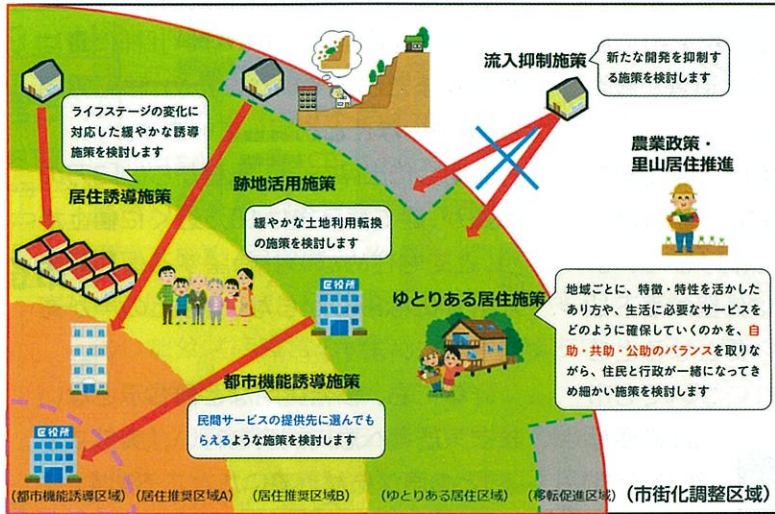 流入抑制施策
新たな開発を抑制す
る施策を検討します
ライフステージの変化に
対応した緩やかな誘導
施策を検討します
農業政策・
里山居住推進
居住誘導施策
跡地活用施策
緩やかな土地利用転換
の施策を検討します
区役所
ゆとりある居住施策
地域ごとに、特徴・特性を活かした
あり方や、生活に必要なサービスを
どのように確保していくのかを、自
助・共助・公助のバランスを取りな
がら、住民と行政が一緒になってき
め細かい施策を検討します
都市機能誘導施策
民間サービスの提供先に選んでも
らえるような施策を検討します
区役所
(都市機能誘導区域)
(居住推奨区域A)
(居住推奨区域B)
(ゆとりある居住区域)
(移転促進区域)
(市街化調整区域)